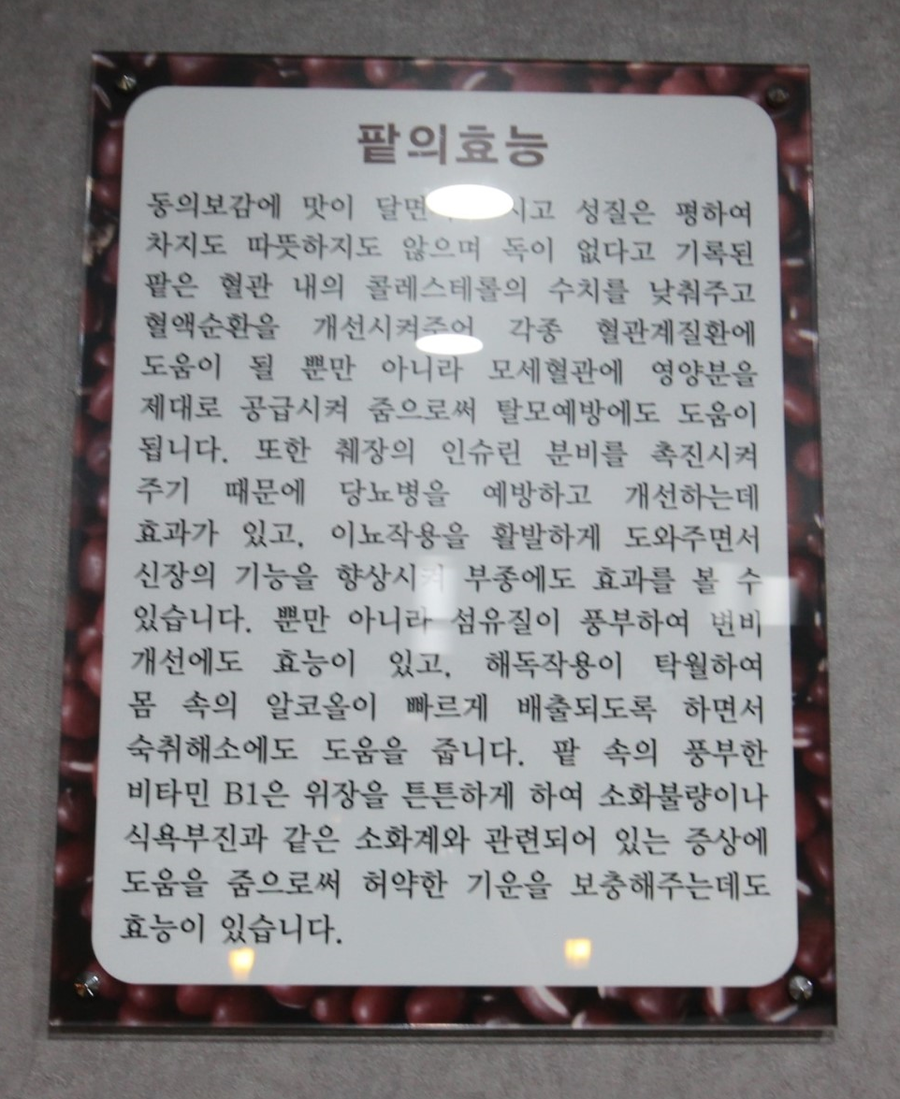 팥의효능
동의보감에 맛이 성질은 평하여
차지도 따뜻하지도 않으며 독이 없다고 기록된
팥은 혈관 내의 콜레스테롤의 수치를 낮춰주고
혈액순환을 개선시켜주어 각종 혈관계질환에
도움이 될 뿐만 아니라 모세혈관에 영양분을
제대로 공급시켜 줌으로써 탈모예방에도 도움이
됩니다. 또한 췌장의 인슈린 분비를 촉진시켜
주기 때문에 당뇨병을 예방하고 개선하는데
효과가 있고, 이뇨작용을 활발하게 도와주면서
신장의 기능을 향상시켜 부종에도 효과를 볼 수
있습니다. 뿐만 아니라 섬유질이 풍부하여 변비
개선에도 효능이 있고, 해독작용이 탁월하여
몸 속의 알코올이 빠르게 배출되도록 하면서
숙취해소에도 도움을 줍니다. 팥 속의 풍부한
비타민 B1은 위장을 튼튼하게 하여 소화불량이나
식욕부진과 같은 소화계와 관련되어 있는 증상에
도움을 줌으로써 허약한 기운을 보충해주는데도
효능이 있습니다.